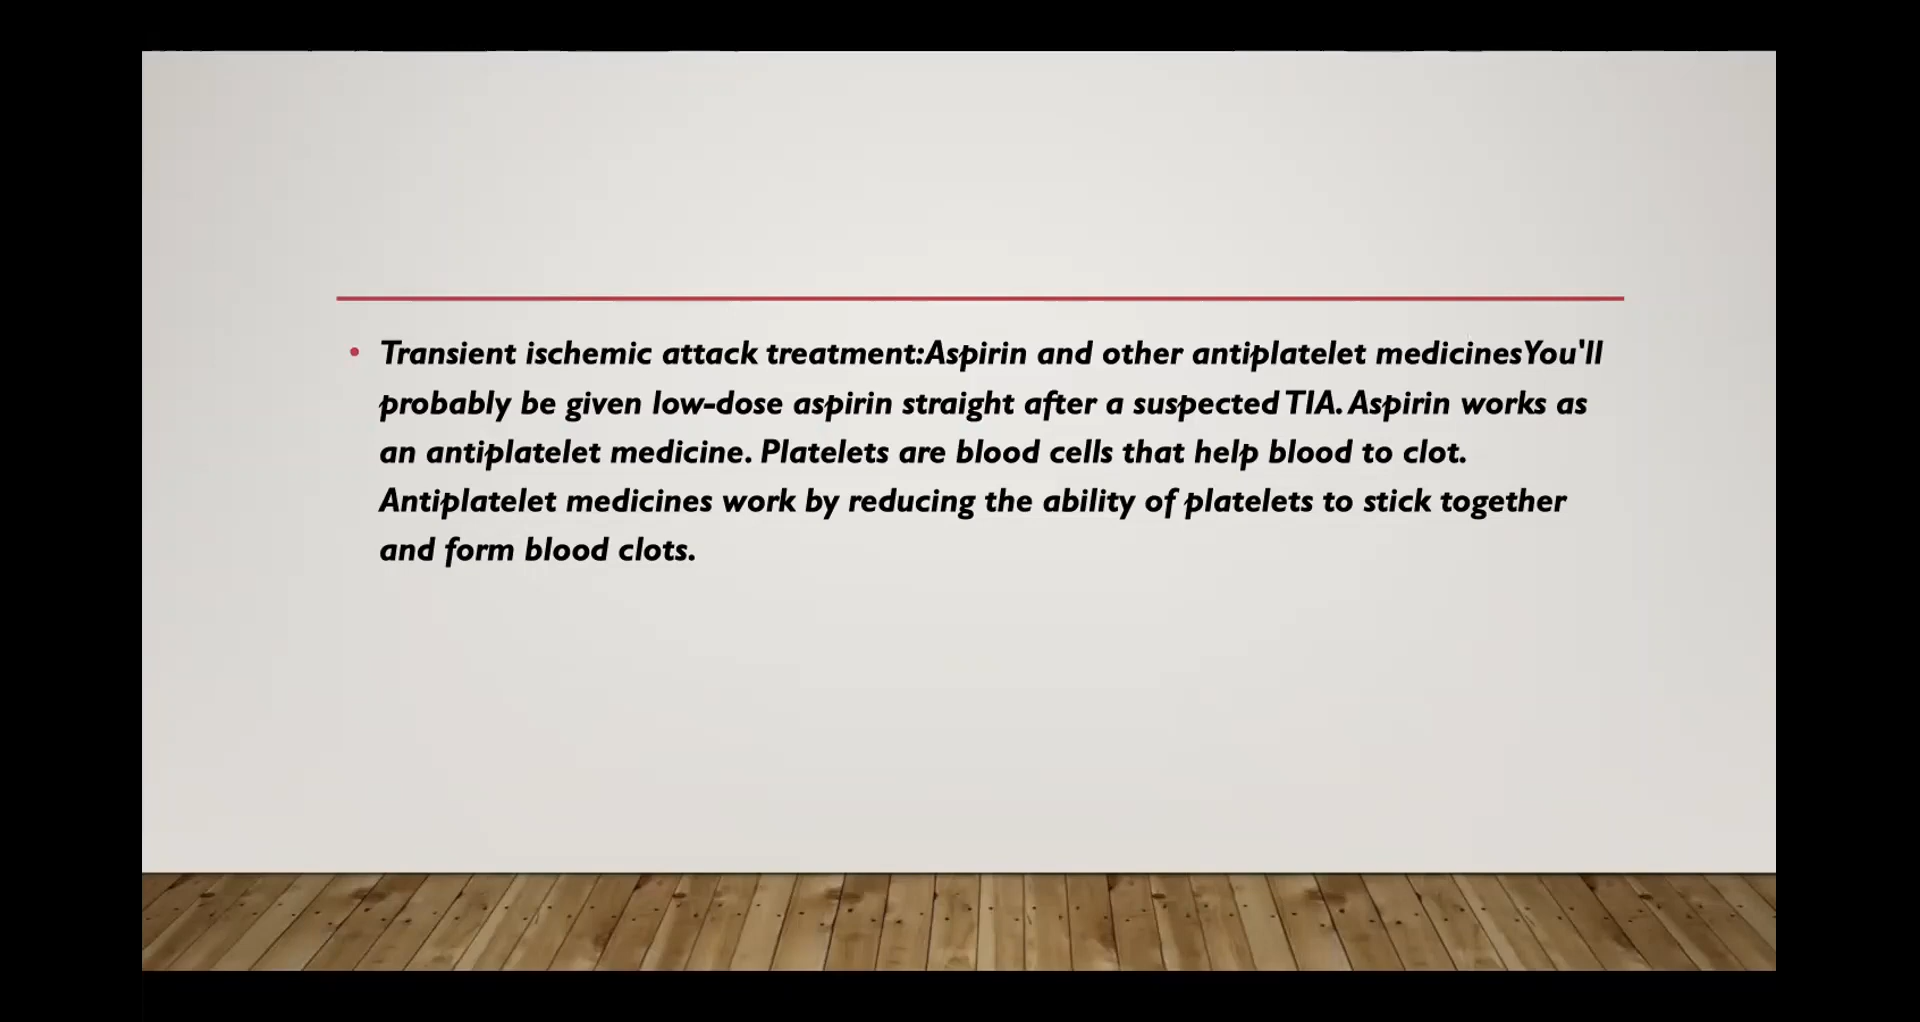 • Transient ischemic attack treatment:Aspirin and other antiplatelet medicinesYou'll
probably be given low-dose aspirin straight after a suspected TIA. Aspirin works as
an antiplatelet medicine. Platelets are blood cells that help blood to clot.
Antiplatelet medicines work by reducing the ability of platelets to stick together
and form blood clots.